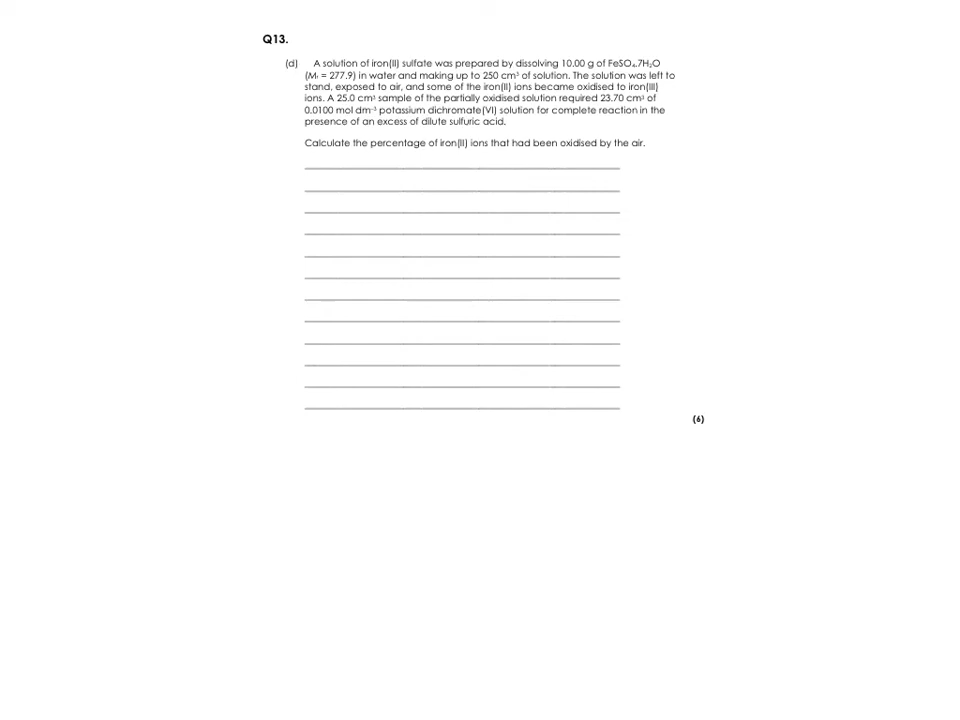 Q13.
(d) A solution of iron(II) sulfate was prepared by dissolving 10.00 g of FeSO₄.7H₂O
(Mᵣ = 277.9) in water and making up to 250 cm³ of solution. The solution was left to
stand, exposed to air, and some of the iron(II) ions became oxidised to iron(III)
ions. A 25.0 cm³ sample of the partially oxidised solution required 23.70 cm³ of
0.0100 mol dm⁻³ potassium dichromate(VI) solution for complete reaction in the
presence of an excess of dilute sulfuric acid.
Calculate the percentage of iron(II) ions that had been oxidised by the air.
(6)